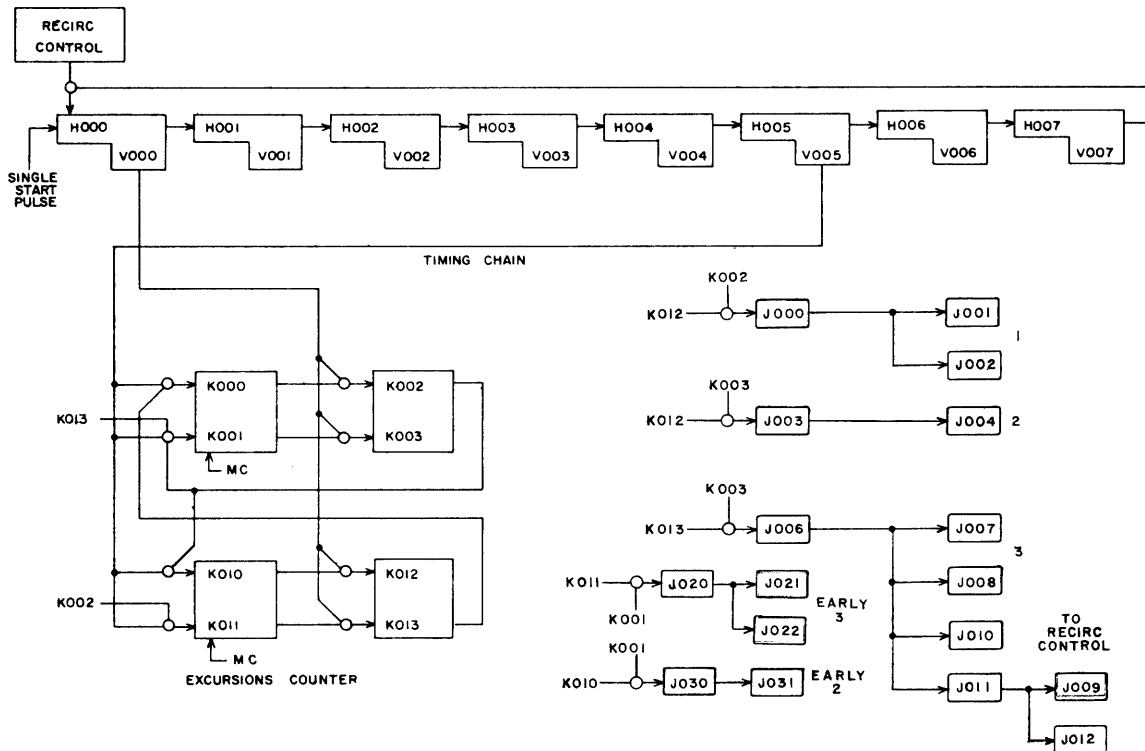 RECIRC
CONTROL
H000 H001 H002 H003 H004 H005 H006 H007
V000 V001 V002 V003 V004 V005 V006 V007
SINGLE
START
PULSE
TIMING CHAIN
K000
K002
K013
K001
K003
MC
K010
K012
K002
K011
K013
MC
EXCURSIONS COUNTER
K002
K012
J000
J001
1
J002
K003
K012
J003
J004
2
K003
K013
J006
J007
3
J008
K011
J020
J021
EARLY
3
K001
J022
J010
TO
RECIRC
CONTROL
K001
K010
J030
J031
EARLY
2
J011
J009
J012